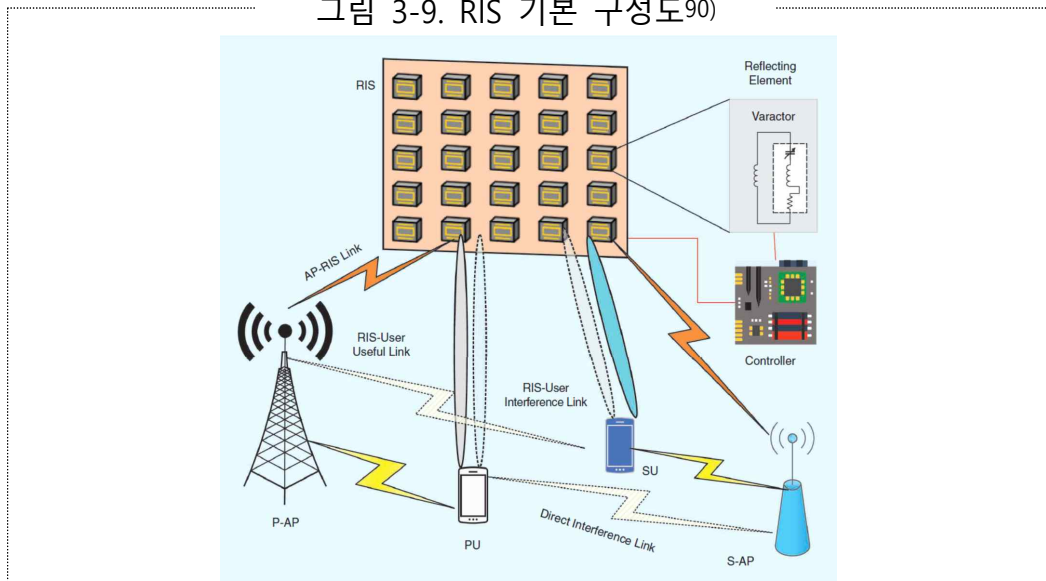 그림 3-9. RIS 기본 구성도90)
Reflecting
Element
RIS
Varactor
AP-RIS Link
RIS-User
Useful Link
Controller
RIS-User
Interference Link
SU
P-AP
PU
Direct Interference Link
S-AP